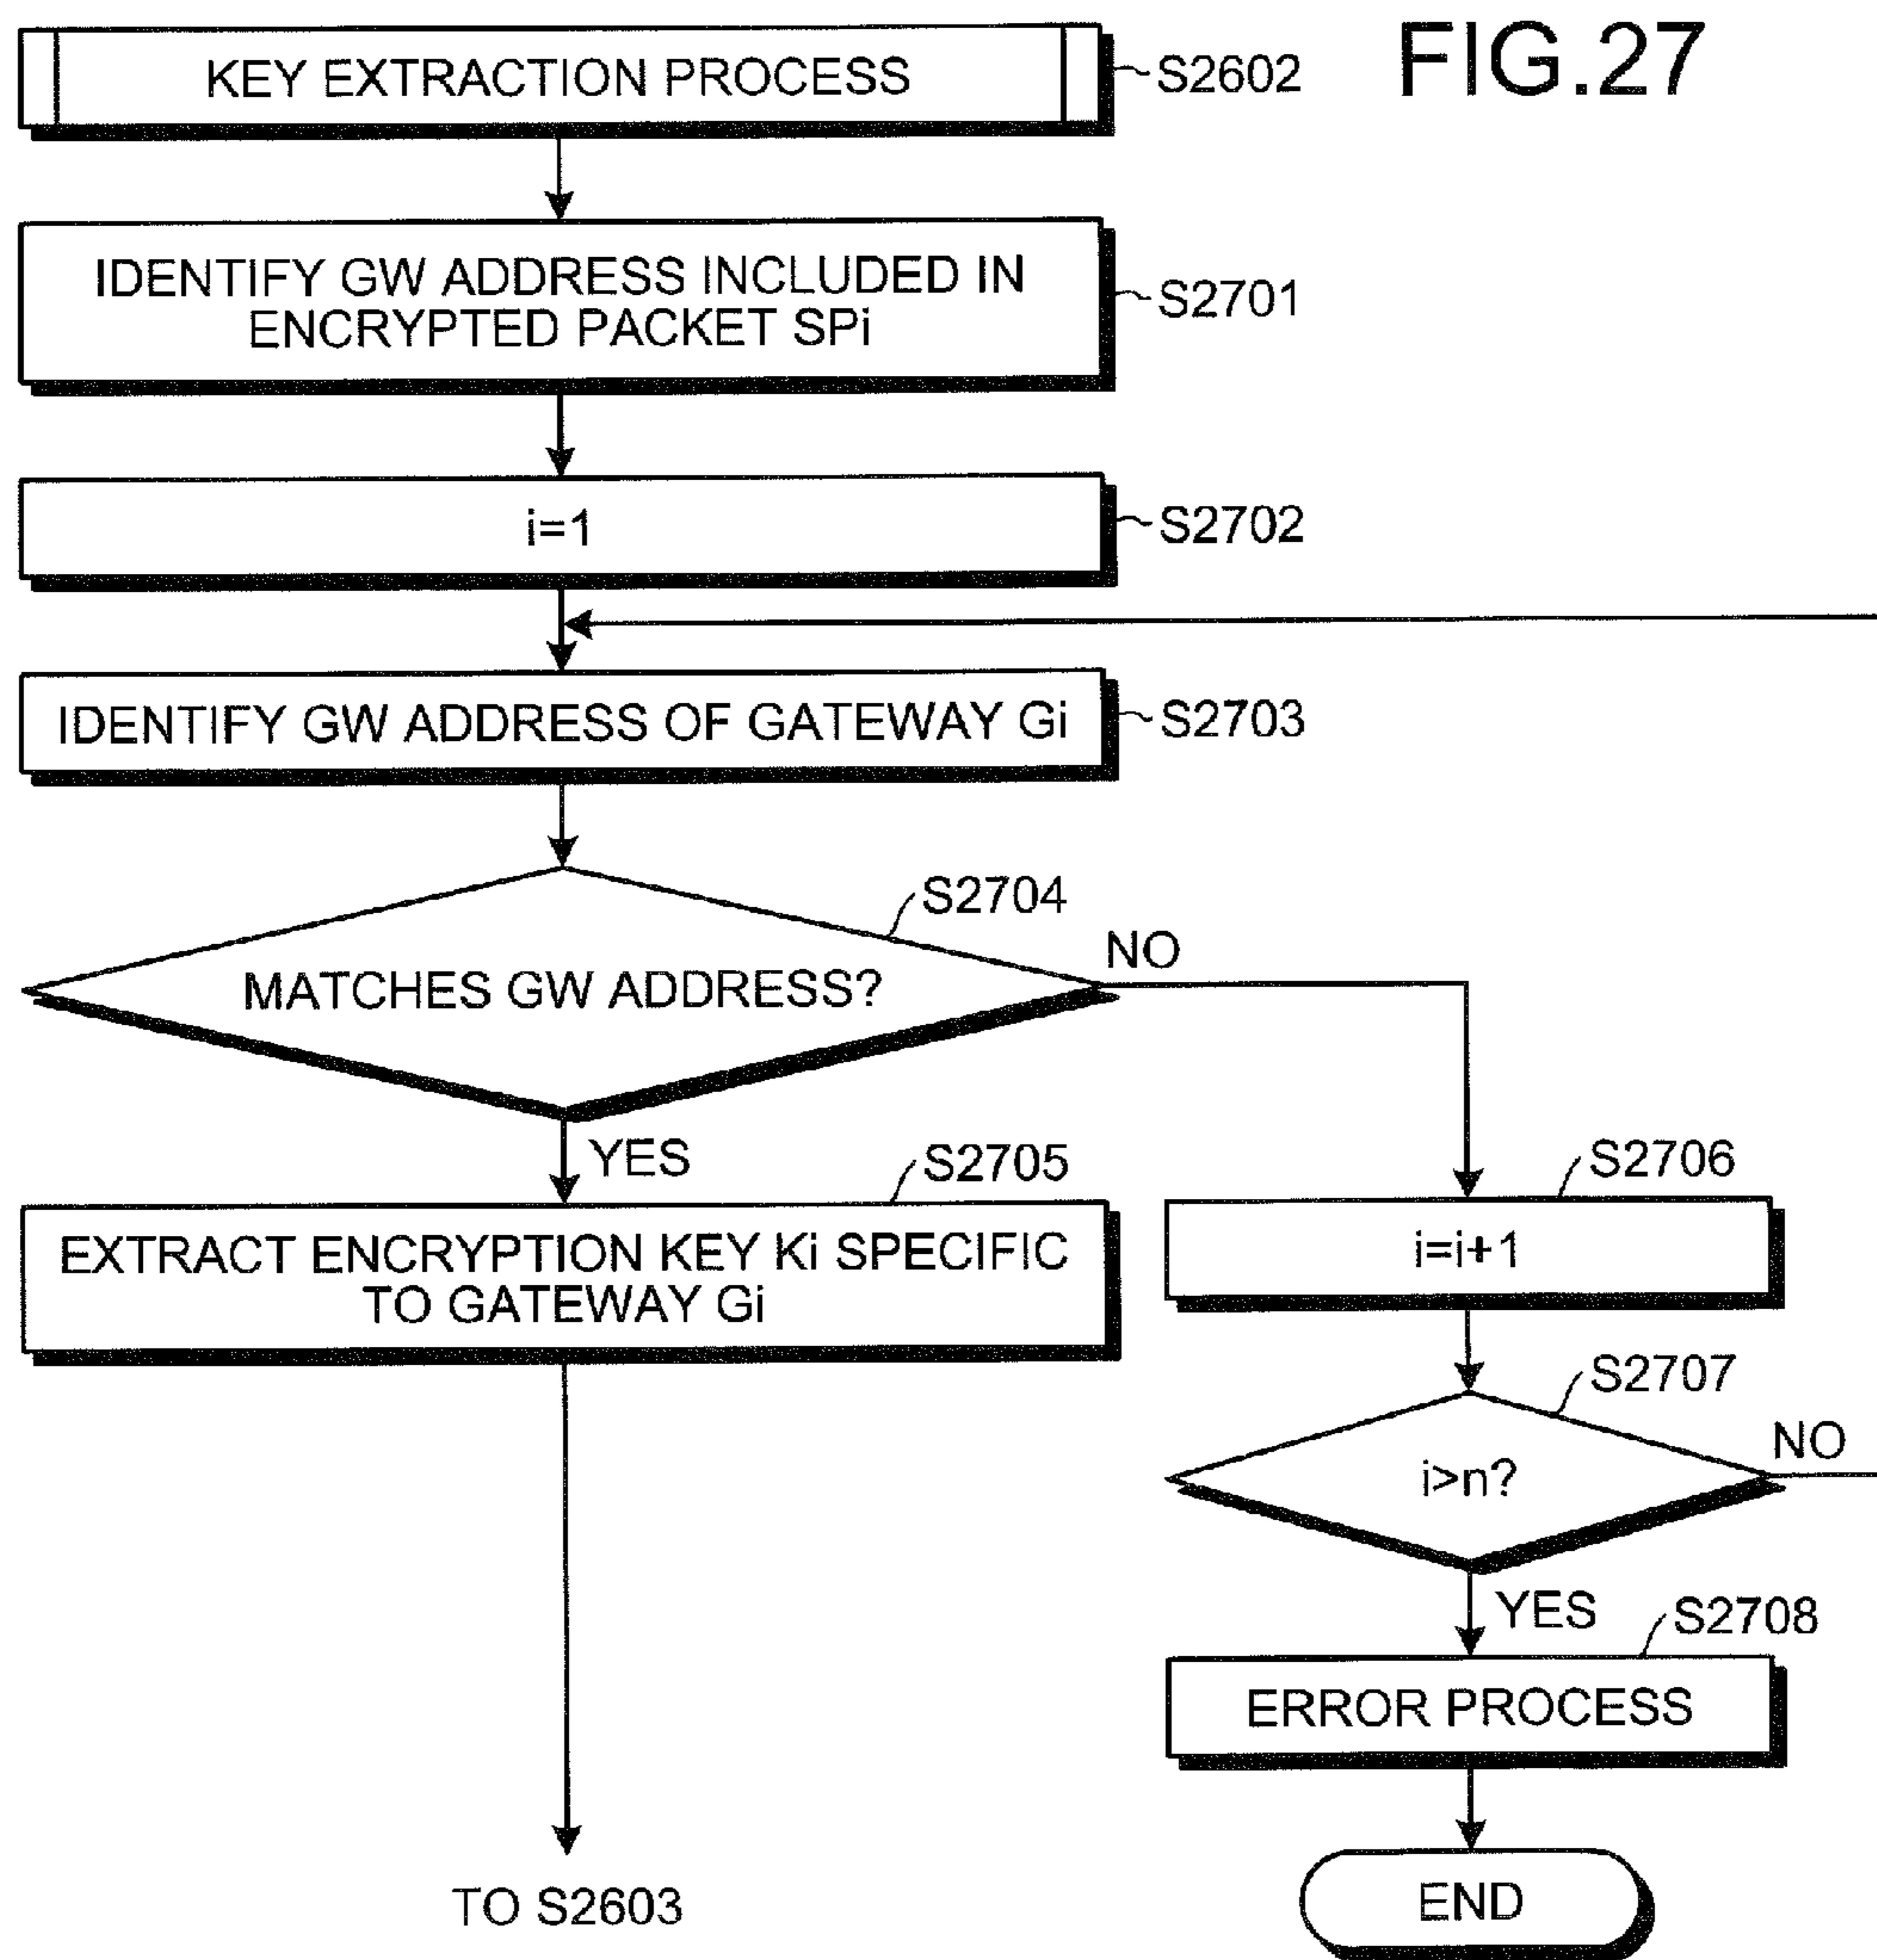 FIG.27
KEY EXTRACTION PROCESS
S2602
IDENTIFY GW ADDRESS INCLUDED IN
ENCRYPTED PACKET SPi
S2701
i=1
S2702
IDENTIFY GW ADDRESS OF GATEWAY Gi
S2703
S2704
MATCHES GW ADDRESS?
NO
YES
S2705
EXTRACT ENCRYPTION KEY Ki SPECIFIC
TO GATEWAY Gi
TO S2603
S2706
i=i+1
S2707
i>n?
NO
YES
S2708
ERROR PROCESS
END